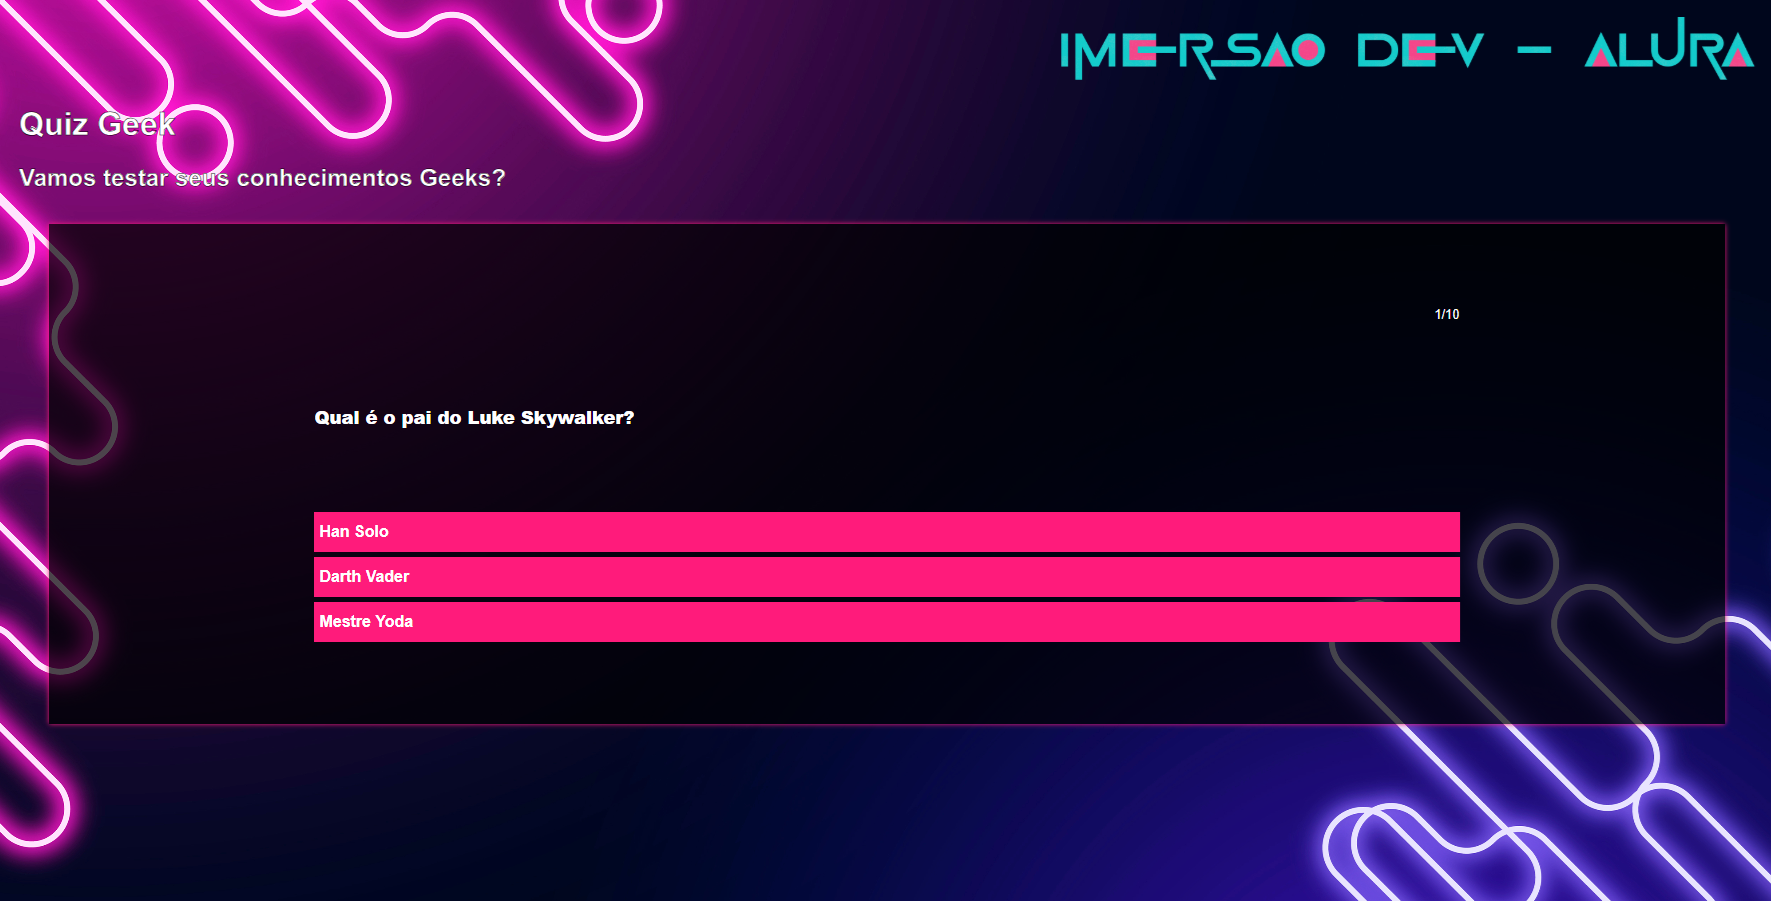 IMERSAO DEV - ALURA
Quiz Geek
Vamos testar seus conhecimentos Geeks?
1/10
Qual é o pai do Luke Skywalker?
Han Solo
Darth Vader
Mestre Yoda